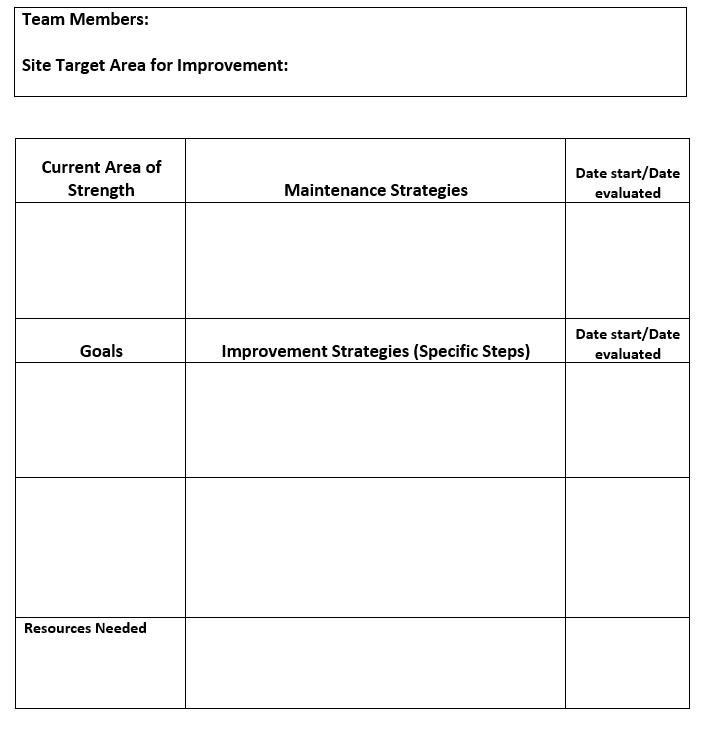 Team Members:
Site Target Area for Improvement:
Current Area of
Strength
Maintenance Strategies
Date start/Date
evaluated
Goals
Improvement Strategies (Specific Steps)
Date start/Date
evaluated
Resources Needed